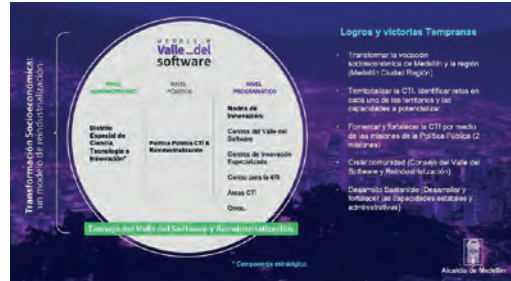 Transformación Socioeconómica:
un modelo de reindustrialización
MEDELLÍN
Valle del
software
NIVEL
ADMINISTRATIVO
NIVEL
POLÍTICO
NIVEL
PROGRAMÁTICO
Distrito
Especial de
Ciencia,
Tecnología e
Innovación*
Política Pública CTI &
Reindustrialización
Nodos de
Innovación:
Centros del Valle del
Software
Centros de Innovación
Especializada
Centro para la 4RI
Áreas CTI
Otros..
Consejo del Valle del Software y Reindustrialización
* Componente estratégico.
Logros y victorias Tempranas
· Transformar la vocación
socioeconómica de Medellín y la región
(Medellín Ciudad Región)
· Territorializar la CTI. Identificar retos en
cada uno de los territorios y las
capacidades a potencializar.
· Fomentar y fortalecer la CTI por medio
de las misiones de la Política Pública (2
misiones)
· Crear comunidad (Consejo del Valle del
Software y Reindustrialización)
· Desarrollo Sostenible (Desarrollar y
fortalecer las capacidades estatales y
administrativas)
Alcaldía de Medellín